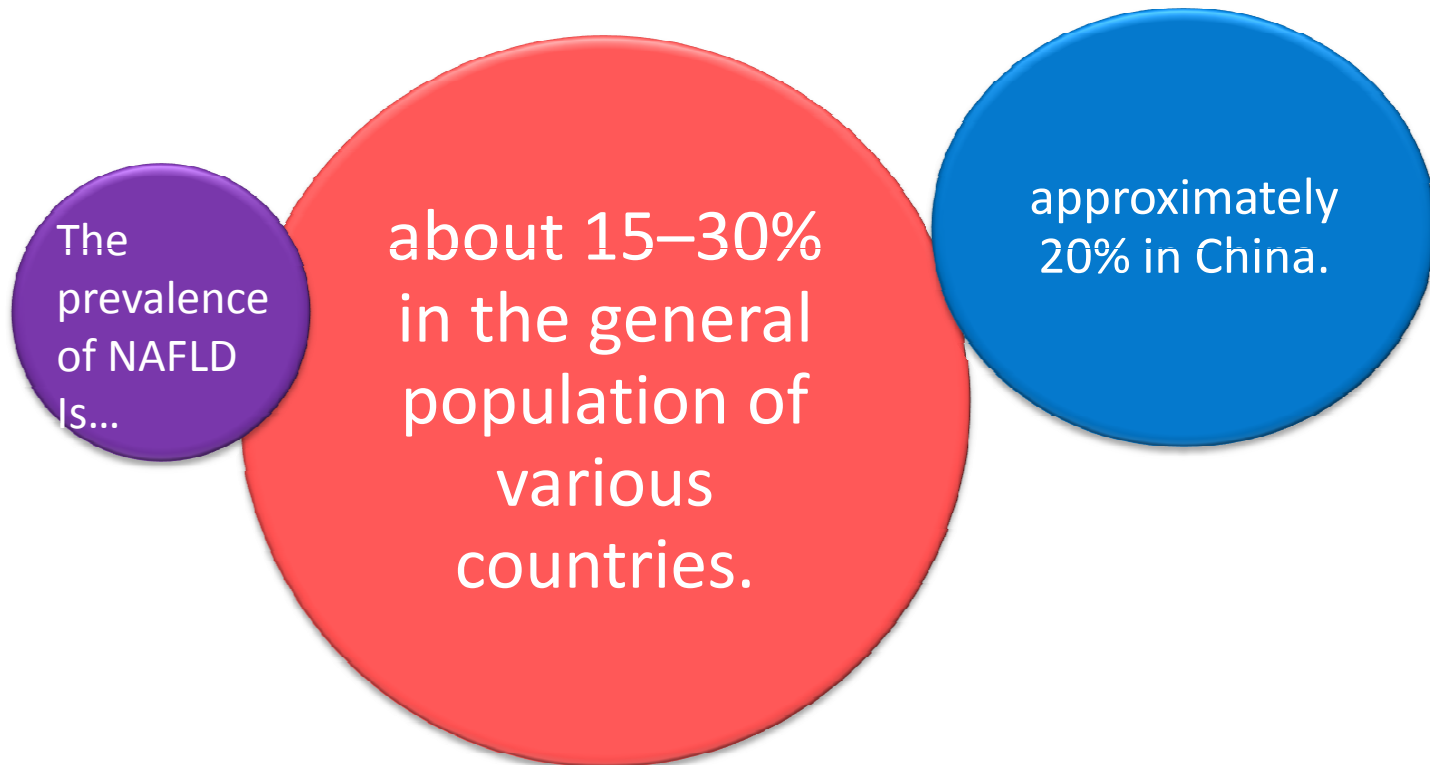 The
prevalence
of NAFLD
Is…
about 15–30%
in the general
population of
various
countries.
approximately
20% in China.